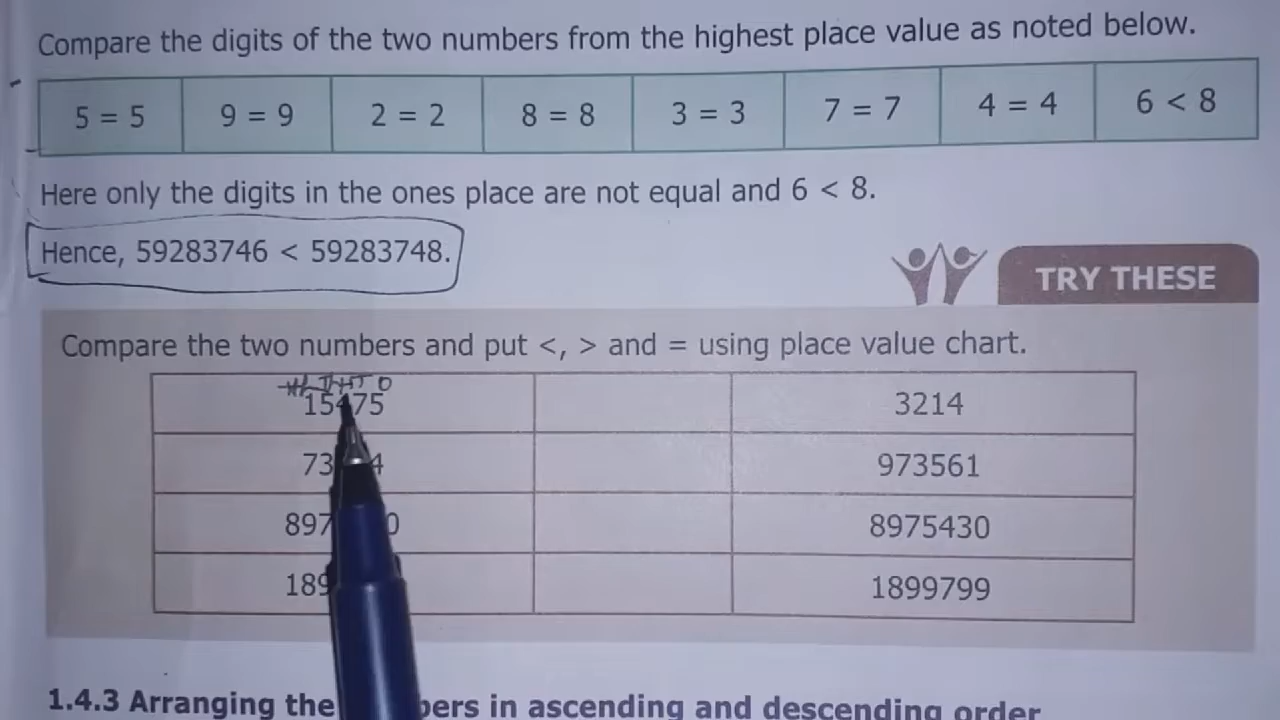 Compare the digits of the two numbers from the highest place value as noted below.
5 = 5 9 = 9 2 = 2 8 = 8 3 = 3 7 = 7 4 = 4 6 < 8
Here only the digits in the ones place are not equal and 6 < 8.
Hence, 59283746 < 59283748.
TRY THESE
Compare the two numbers and put <, > and = using place value chart.
15475 3214
973561
8975430
1899799
1.4.3 Arranging the in ascending and descending order